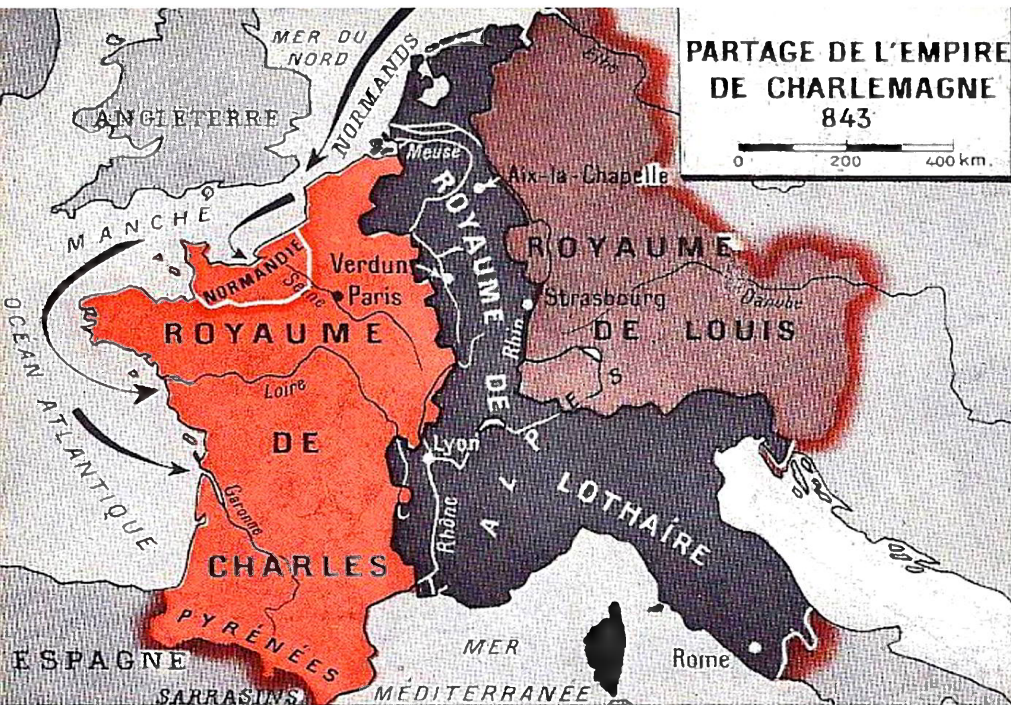 PARTAGE DE L'EMPIRE
DE CHARLEMAGNE
843
0 200 400 km.
MER DU
NORD
NORMANDS
ANGLETERRE
Elbe
Meuse
Aix-la-Chapelle
MANCHE
NORMANDIE
Seine
Verdun
Paris
ROYAUME
DE
CHARLES
ROYAUME DE LOTHAIRE
ROYAUME
DE LOUIS
Strasbourg
Danube
Rhin
Loire
ALPES
Lyon
Rhône
Garonne
OCÉAN ATLANTIQUE
PYRÉNÉES
ESPAGNE
SARRASINS
MER
MÉDITERRANÉE
Rome